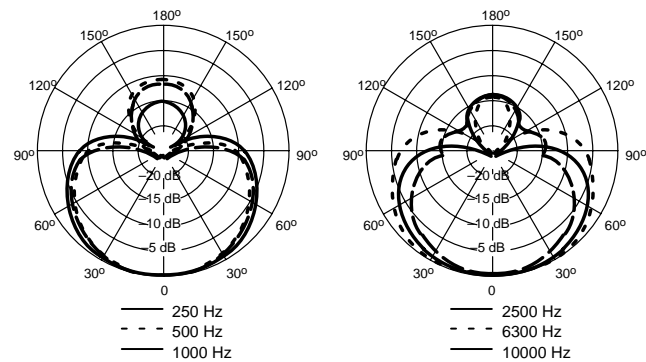 180º 180º
150º 150º 150º 150º
120º 120º 120º 120º
90º 90º 90º 90º
–20 dB –20 dB
–15 dB –15 dB
60º 60º 60º 60º
–10 dB –10 dB
–5 dB –5 dB
30º 30º 30º 30º
0 0
250 Hz 2500 Hz
500 Hz 6300 Hz
1000 Hz 10000 Hz